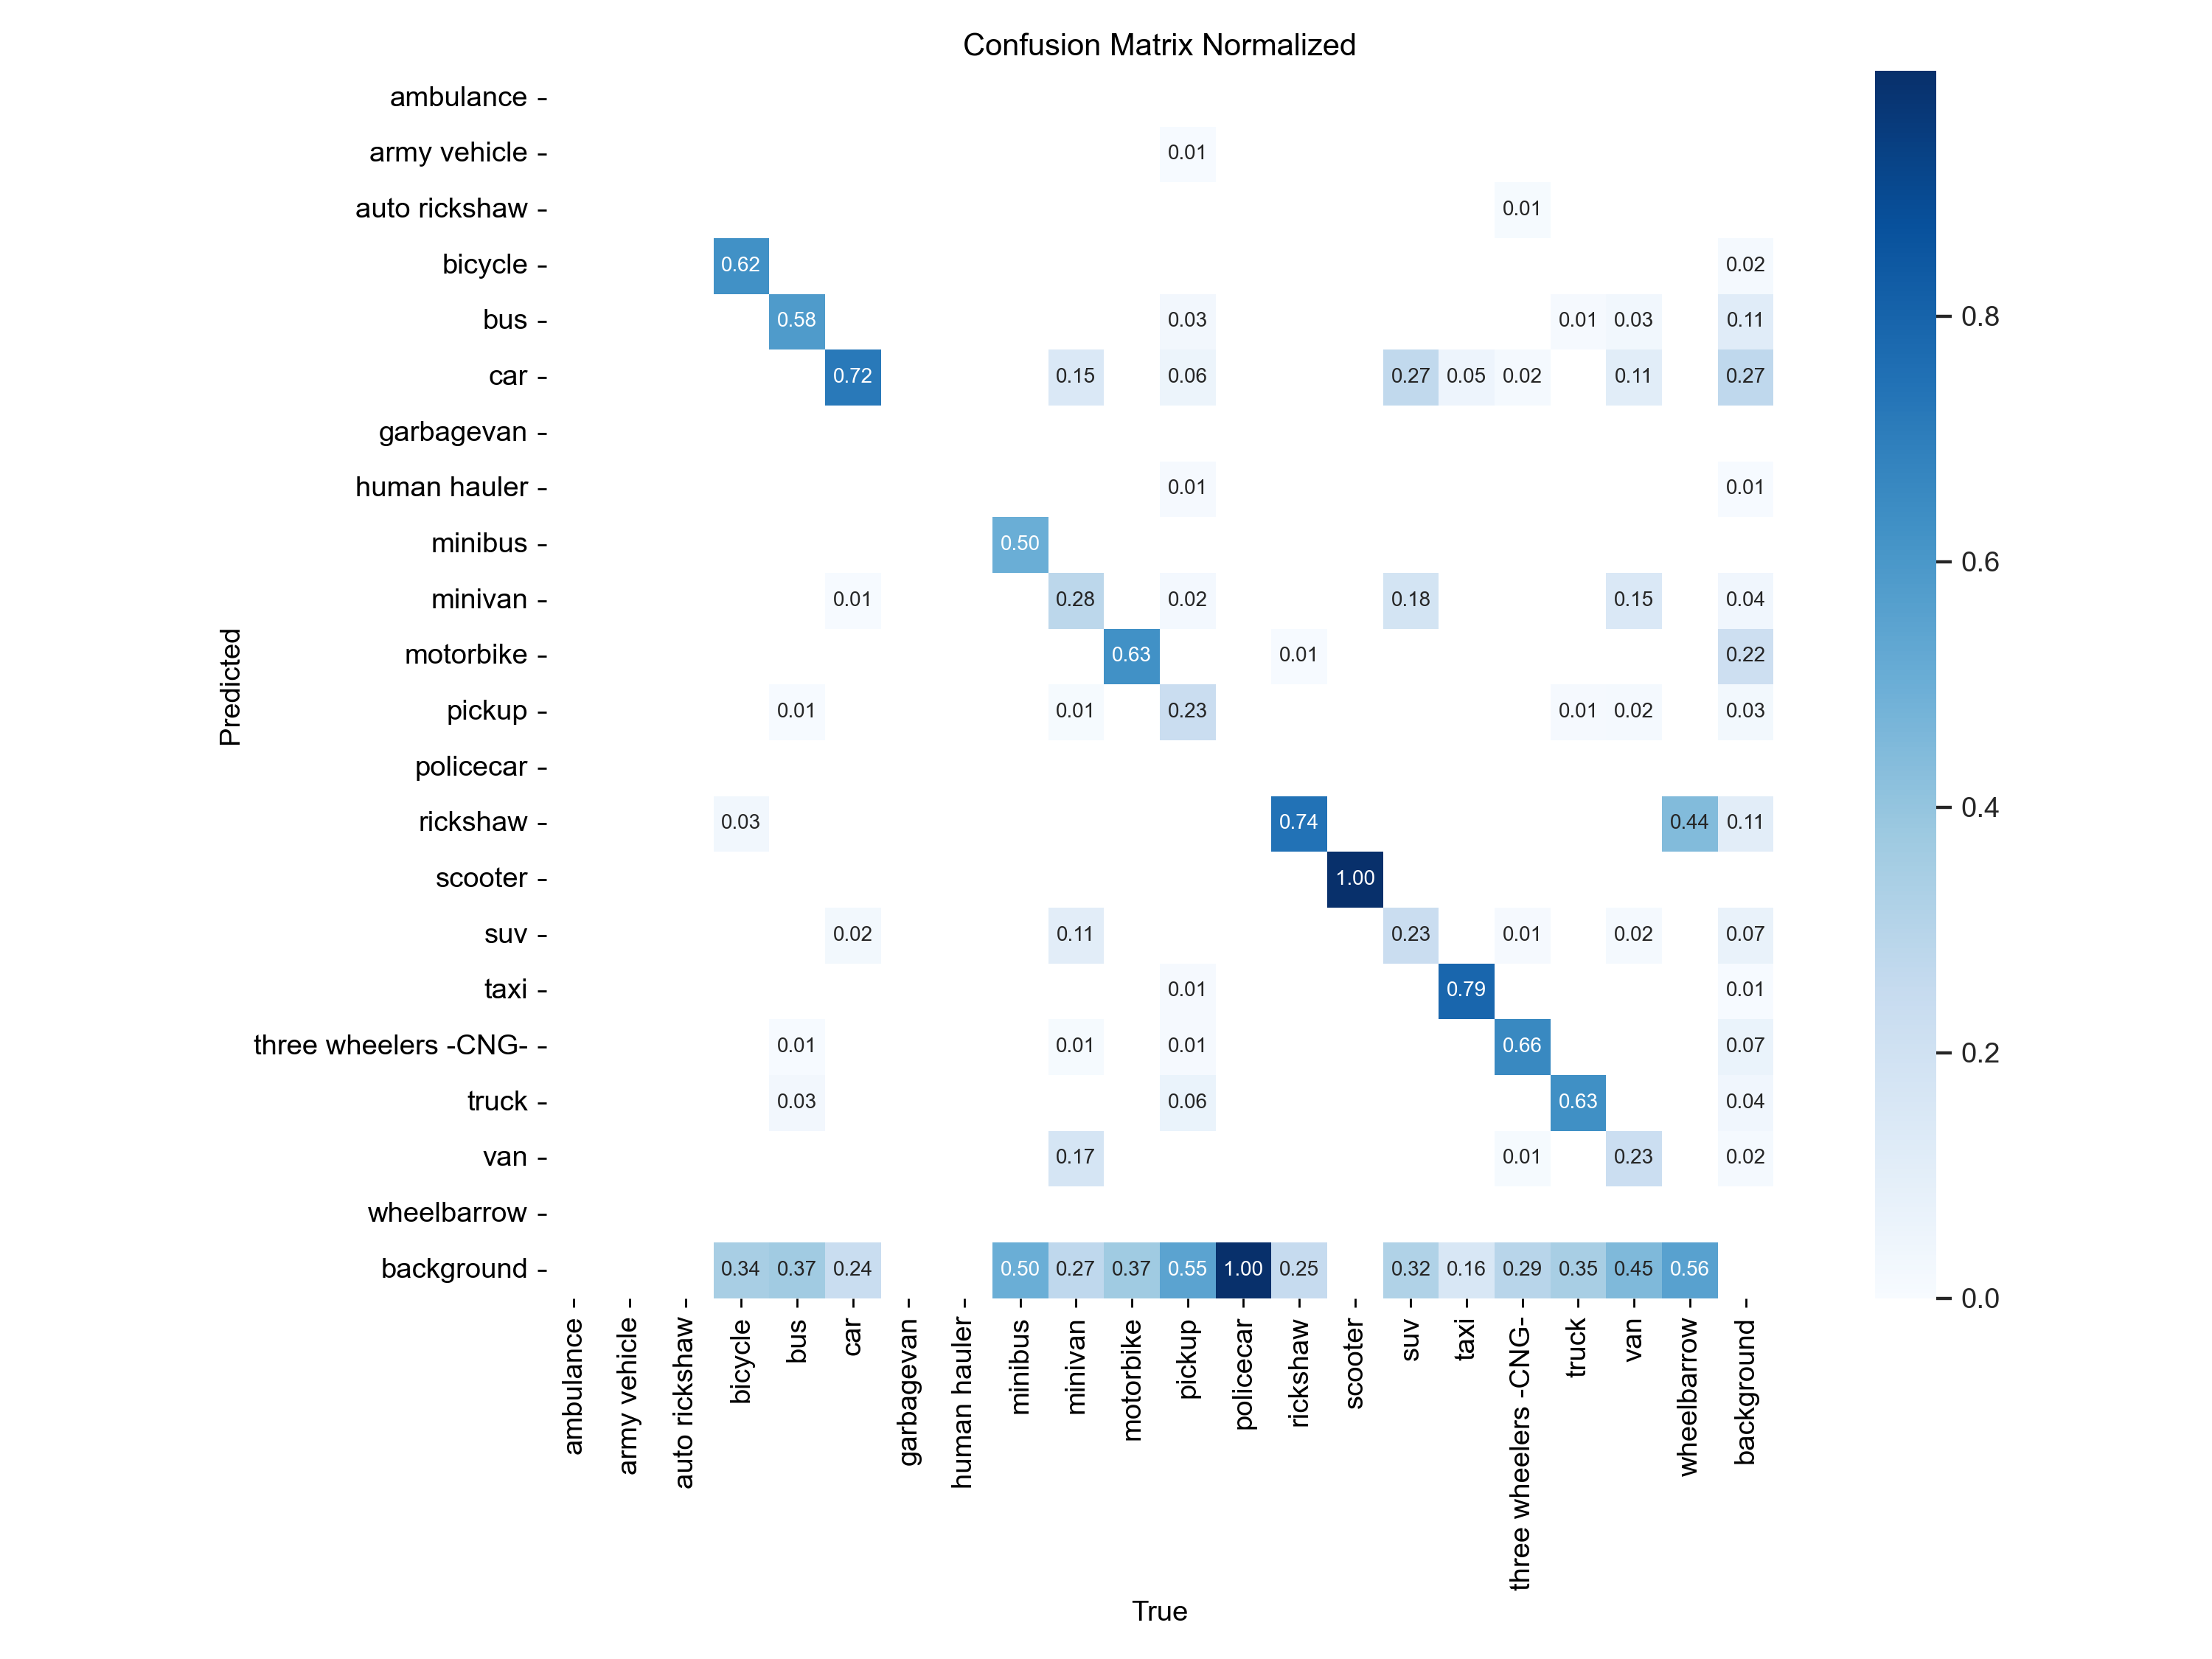 Confusion Matrix Normalized
ambulance
army vehicle 0.01
auto rickshaw 0.01
bicycle 0.62 0.02
bus 0.58 0.03 0.01 0.03 0.11
car 0.72 0.15 0.06 0.27 0.05 0.02 0.11 0.27
garbagevan
human hauler 0.01 0.01
minibus 0.50
minivan 0.01 0.28 0.02 0.18 0.15 0.04
motorbike 0.63 0.01 0.22
pickup 0.01 0.01 0.23 0.01 0.02 0.03
policecar
rickshaw 0.03 0.74 0.44 0.11
scooter 1.00
suv 0.02 0.11 0.23 0.01 0.02 0.07
taxi 0.01 0.79 0.01
three wheelers -CNG- 0.01 0.01 0.01 0.66 0.07
truck 0.03 0.06 0.63 0.04
van 0.17 0.01 0.23 0.02
wheelbarrow
background 0.34 0.37 0.24 0.50 0.27 0.37 0.55 1.00 0.25 0.32 0.16 0.29 0.35 0.45 0.56
Predicted
ambulance
army vehicle
auto rickshaw
bicycle
bus
car
garbagevan
human hauler
minibus
minivan
motorbike
pickup
policecar
rickshaw
scooter
suv
taxi
three wheelers -CNG-
truck
van
wheelbarrow
background
True
0.8
0.6
0.4
0.2
0.0